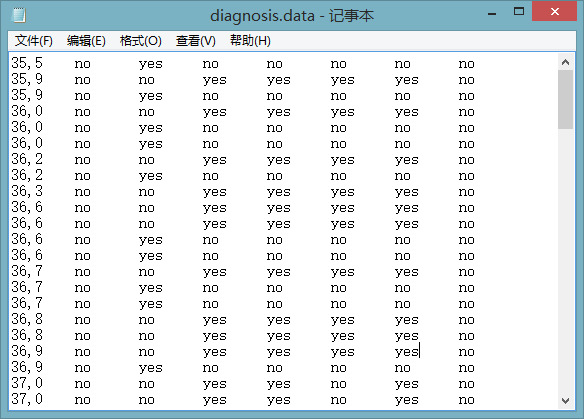 diagnosis.data - 记事本
文件(F) 编辑(E) 格式(O) 查看(V) 帮助(H)
35,5 no yes no no no no no
35,9 no no yes yes yes yes no
35,9 no yes no no no no no
36,0 no no yes yes yes yes no
36,0 no yes no no no no no
36,0 no yes no no no no no
36,2 no no yes yes yes yes no
36,2 no yes no no no no no
36,3 no no yes yes yes yes no
36,6 no no yes yes yes yes no
36,6 no no yes yes yes yes no
36,6 no yes no no no no no
36,6 no yes no no no no no
36,7 no no yes yes yes yes no
36,7 no yes no no no no no
36,7 no yes no no no no no
36,8 no no yes yes yes yes no
36,8 no no yes yes yes yes no
36,9 no no yes yes yes yes no
36,9 no yes no no no no no
37,0 no no yes yes no yes no
37,0 no no yes yes no yes no